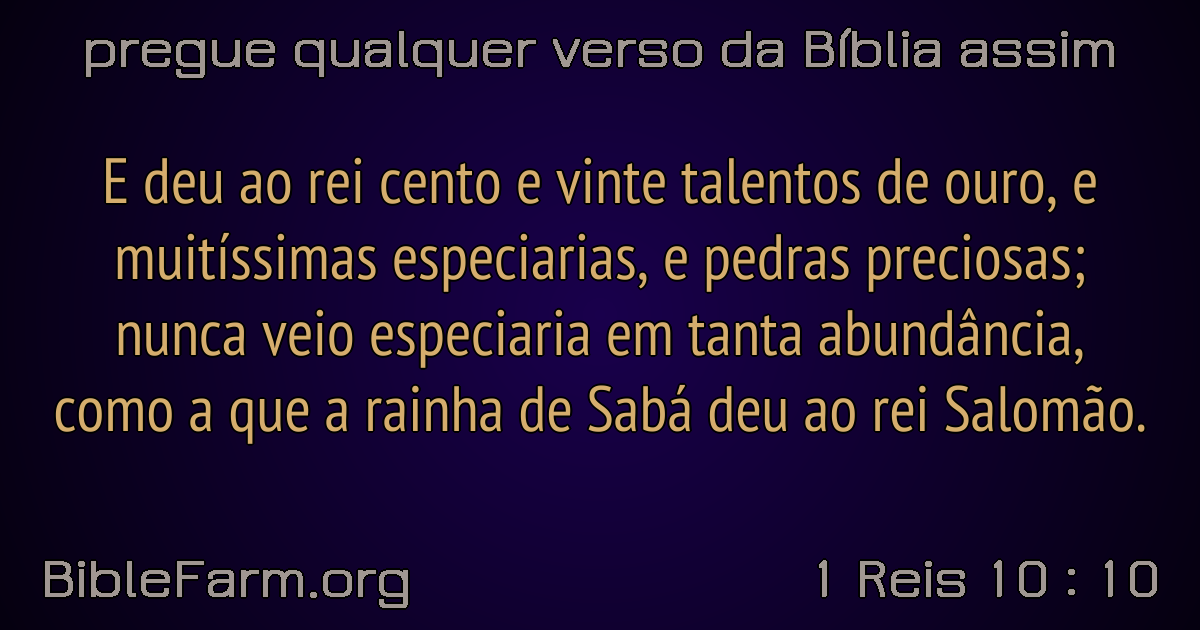 pregue qualquer verso da Bíblia assim
E deu ao rei cento e vinte talentos de ouro, e
muitíssimas especiarias, e pedras preciosas;
nunca veio especiaria em tanta abundância,
como a que a rainha de Sabá deu ao rei Salomão.
BibleFarm.org
1 Reis 10 : 10